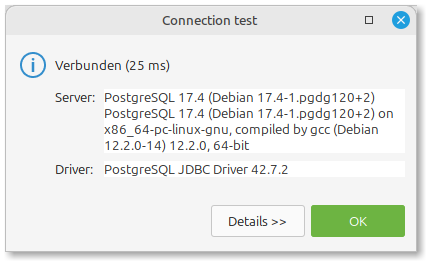 Connection test
Verbunden (25 ms)
Server: PostgreSQL 17.4 (Debian 17.4-1.pgdg120+2)
PostgreSQL 17.4 (Debian 17.4-1.pgdg120+2) on
x86_64-pc-linux-gnu, compiled by gcc (Debian
12.2.0-14) 12.2.0, 64-bit
Driver: PostgreSQL JDBC Driver 42.7.2
Details >> OK